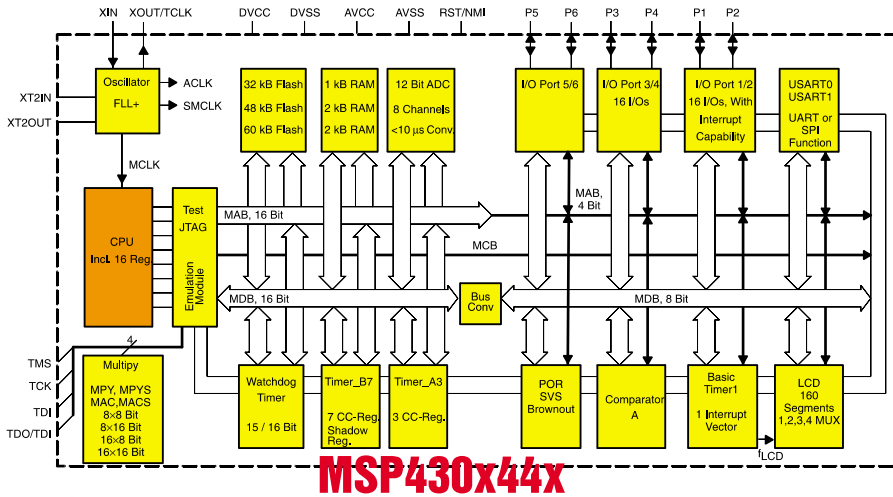 XIN
XOUT/TCLK
DVCC
DVSS
AVCC
AVSS
RST/NMI
P5
P6
P3
P4
P1
P2
XT2IN
XT2OUT
Oscillator
FLL+
ACLK
SMCLK
MCLK
32 kB Flash
48 kB Flash
60 kB Flash
1 kB RAM
2 kB RAM
2 kB RAM
12 Bit ADC
8 Channels
<10 µs Conv.
I/O Port 5/6
I/O Port 3/4
16 I/Os
I/O Port 1/2
16 I/Os, With
Interrupt
Capability
USART0
USART1
UART or
SPI
Function
CPU
Incl. 16 Reg.
Test
JTAG
Emulation
Module
MAB, 16 Bit
MAB,
4 Bit
MCB
MDB, 16 Bit
Bus
Conv
MDB, 8 Bit
TMS
TCK
TDI
TDO/TDI
4
Multipy
MPY, MPYS
MAC,MACS
8×8 Bit
8×16 Bit
16×8 Bit
16×16 Bit
Watchdog
Timer
15 / 16 Bit
Timer_B7
7 CC-Reg.
Shadow
Reg.
Timer_A3
3 CC-Reg.
POR
SVS
Brownout
Comparator
A
Basic
Timer1
1 Interrupt
Vector
fLCD
LCD
160
Segments
1,2,3,4 MUX
MSP430x44x